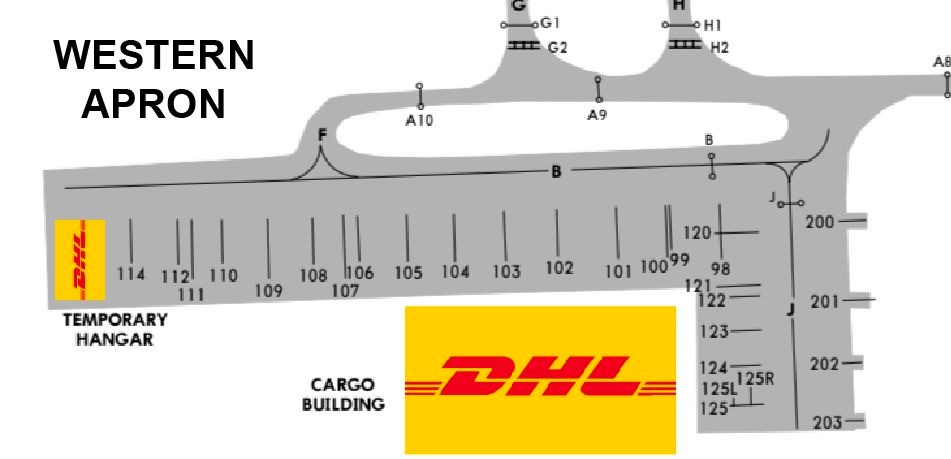 G
H
G1
H1
G2
H2
WESTERN
APRON
A8
A10
A9
F
B
B
J
DHL
120
200
114
112
111
110
109
108
107
106
105
104
103
102
101
100
99
98
121
122
201
J
TEMPORARY
HANGAR
123
DHL
124
202
125L
125R
125
203
CARGO
BUILDING